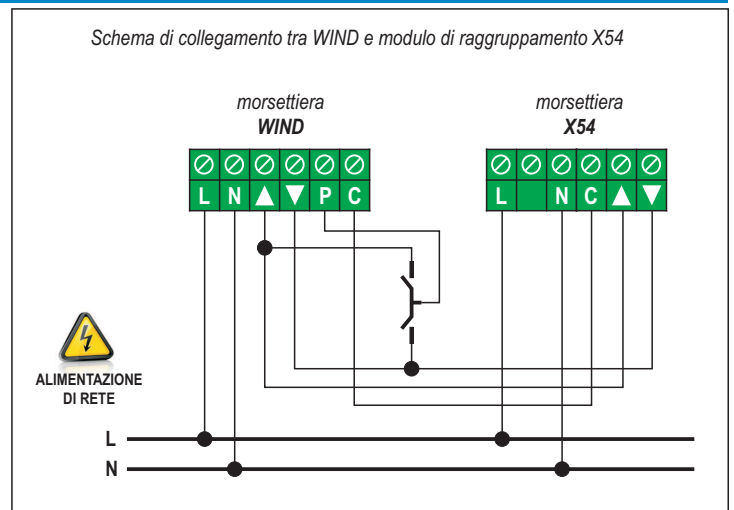 Schema di collegamento tra WIND e modulo di raggruppamento X54
morsettiera
WIND
morsettiera
X54
L N ▲ ▼ P C
L N C ▲ ▼
ALIMENTAZIONE
DI RETE
L
N